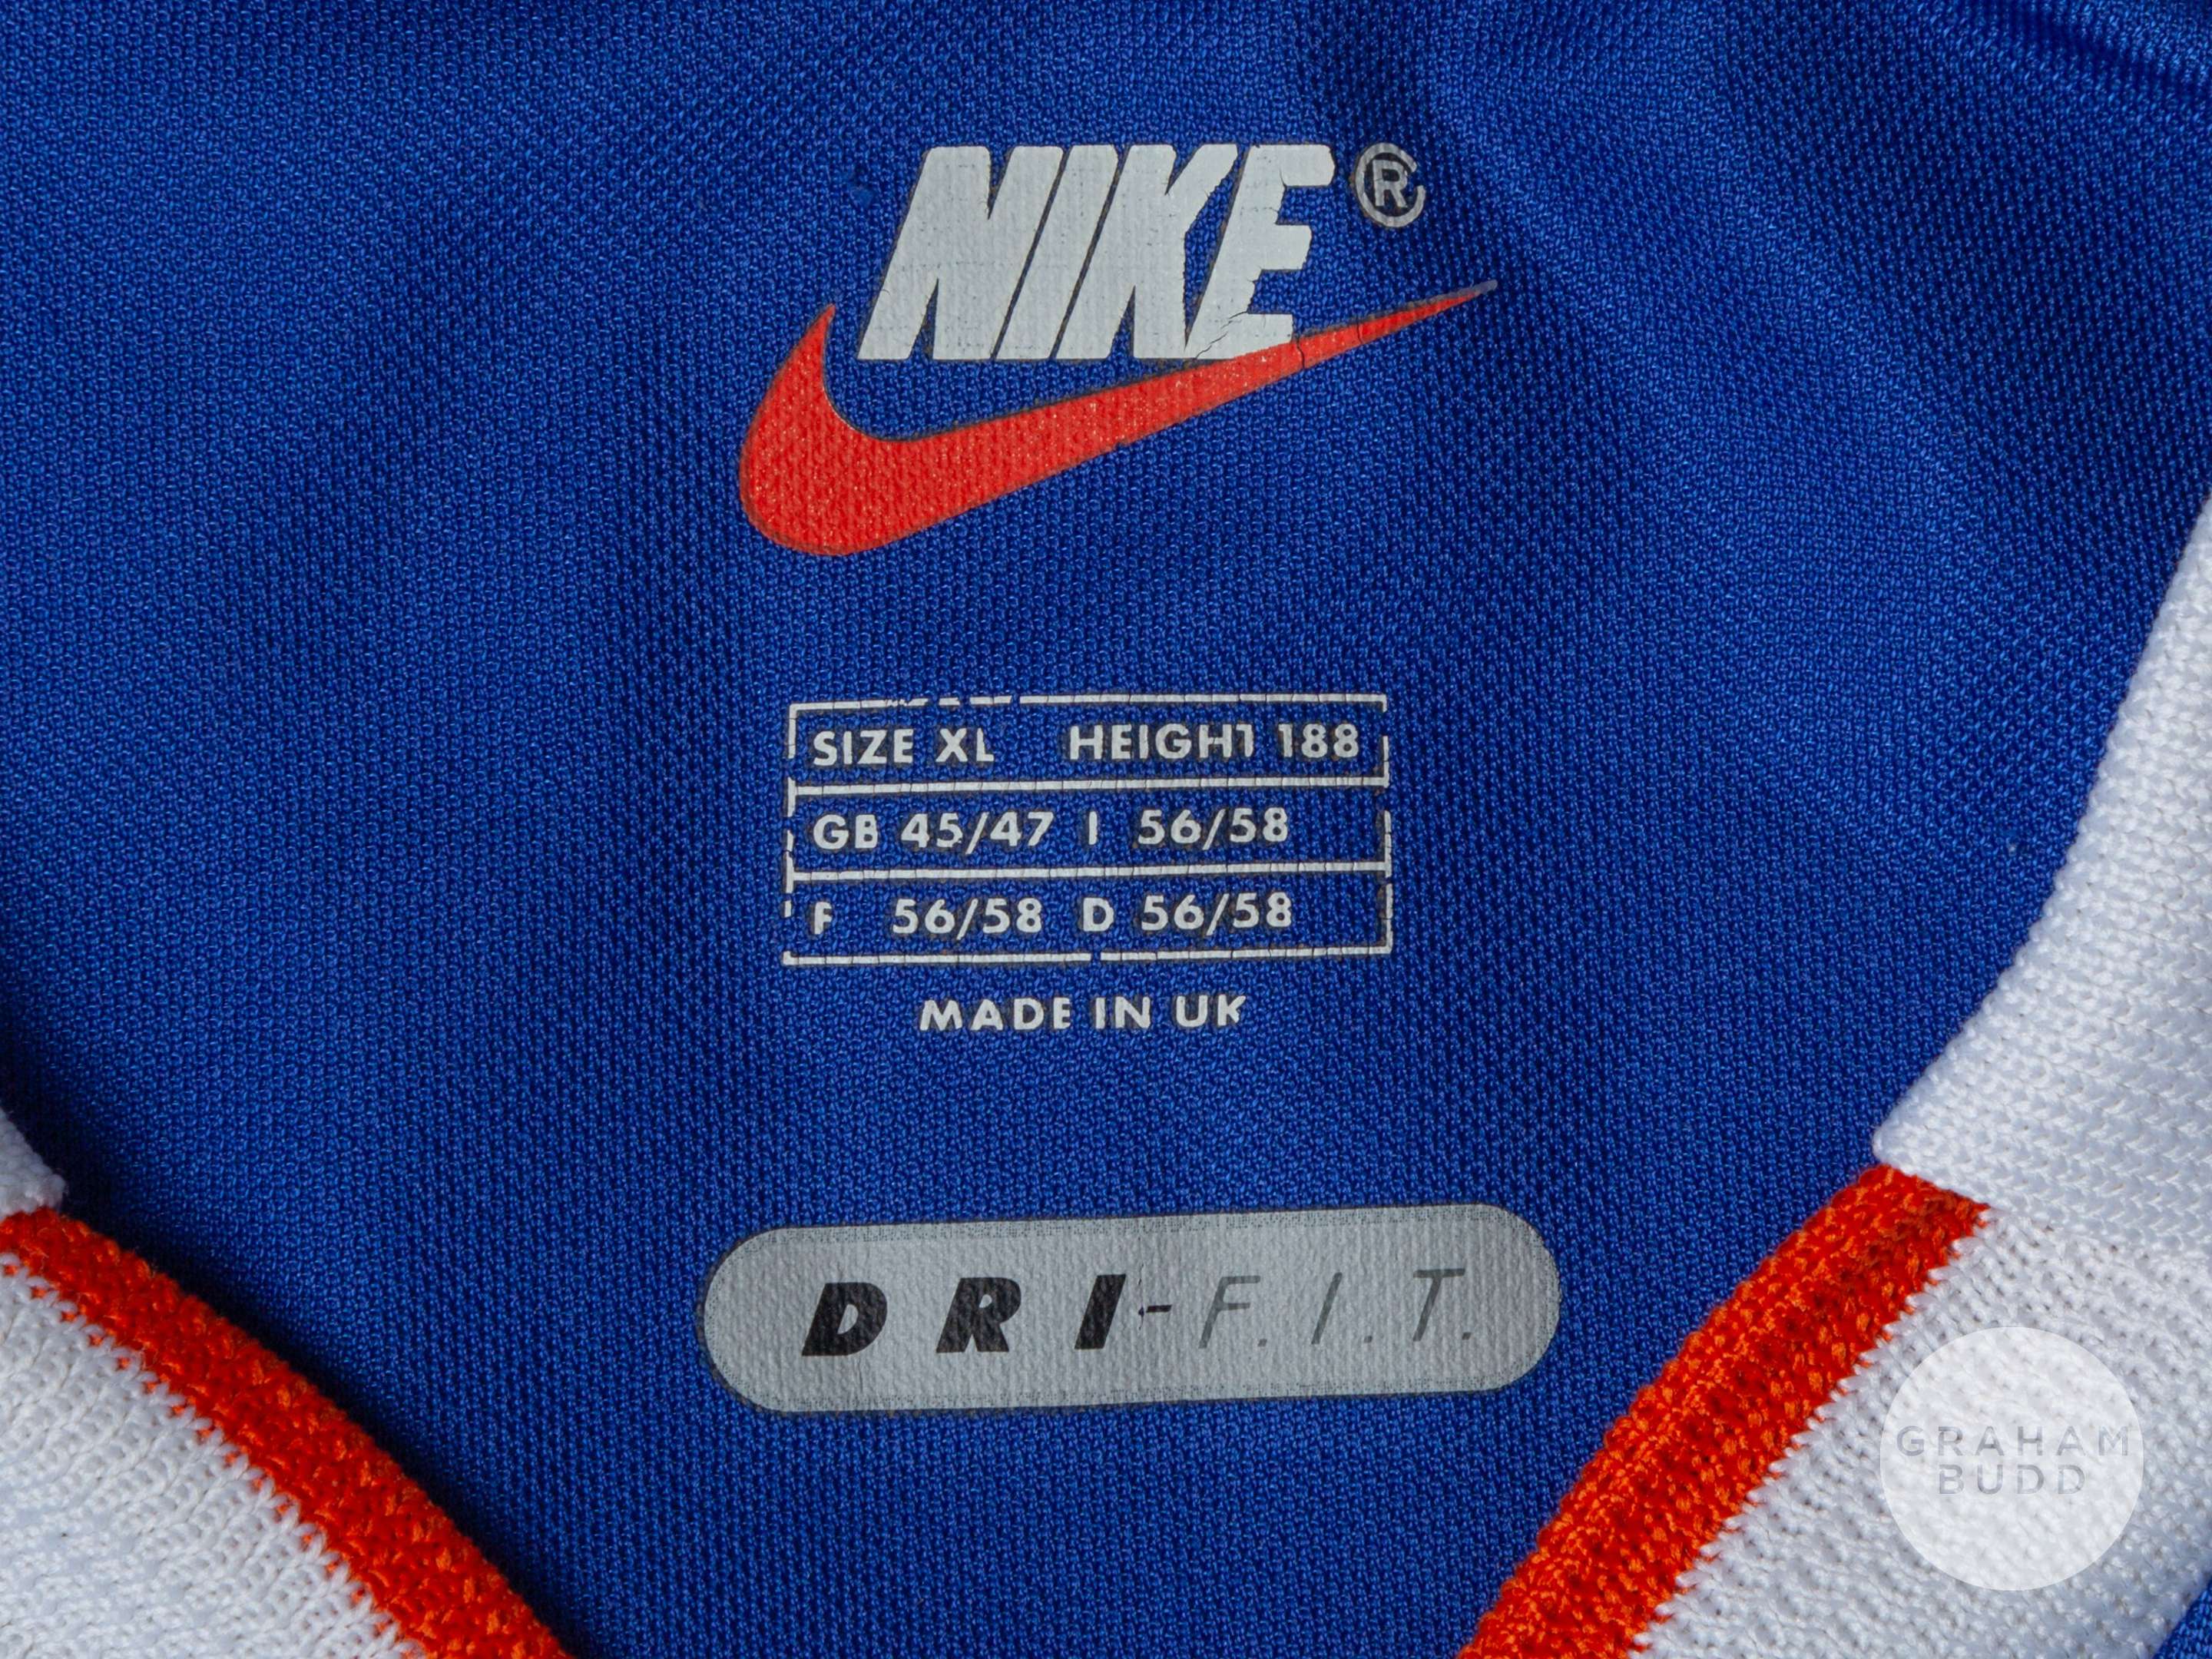 NIKE®
SIZE XL HEIGHT 188
GB 45/47 I 56/58
F 56/58 D 56/58
MADE IN UK
DRI-F.I.T.
GRAHAM
BUDD